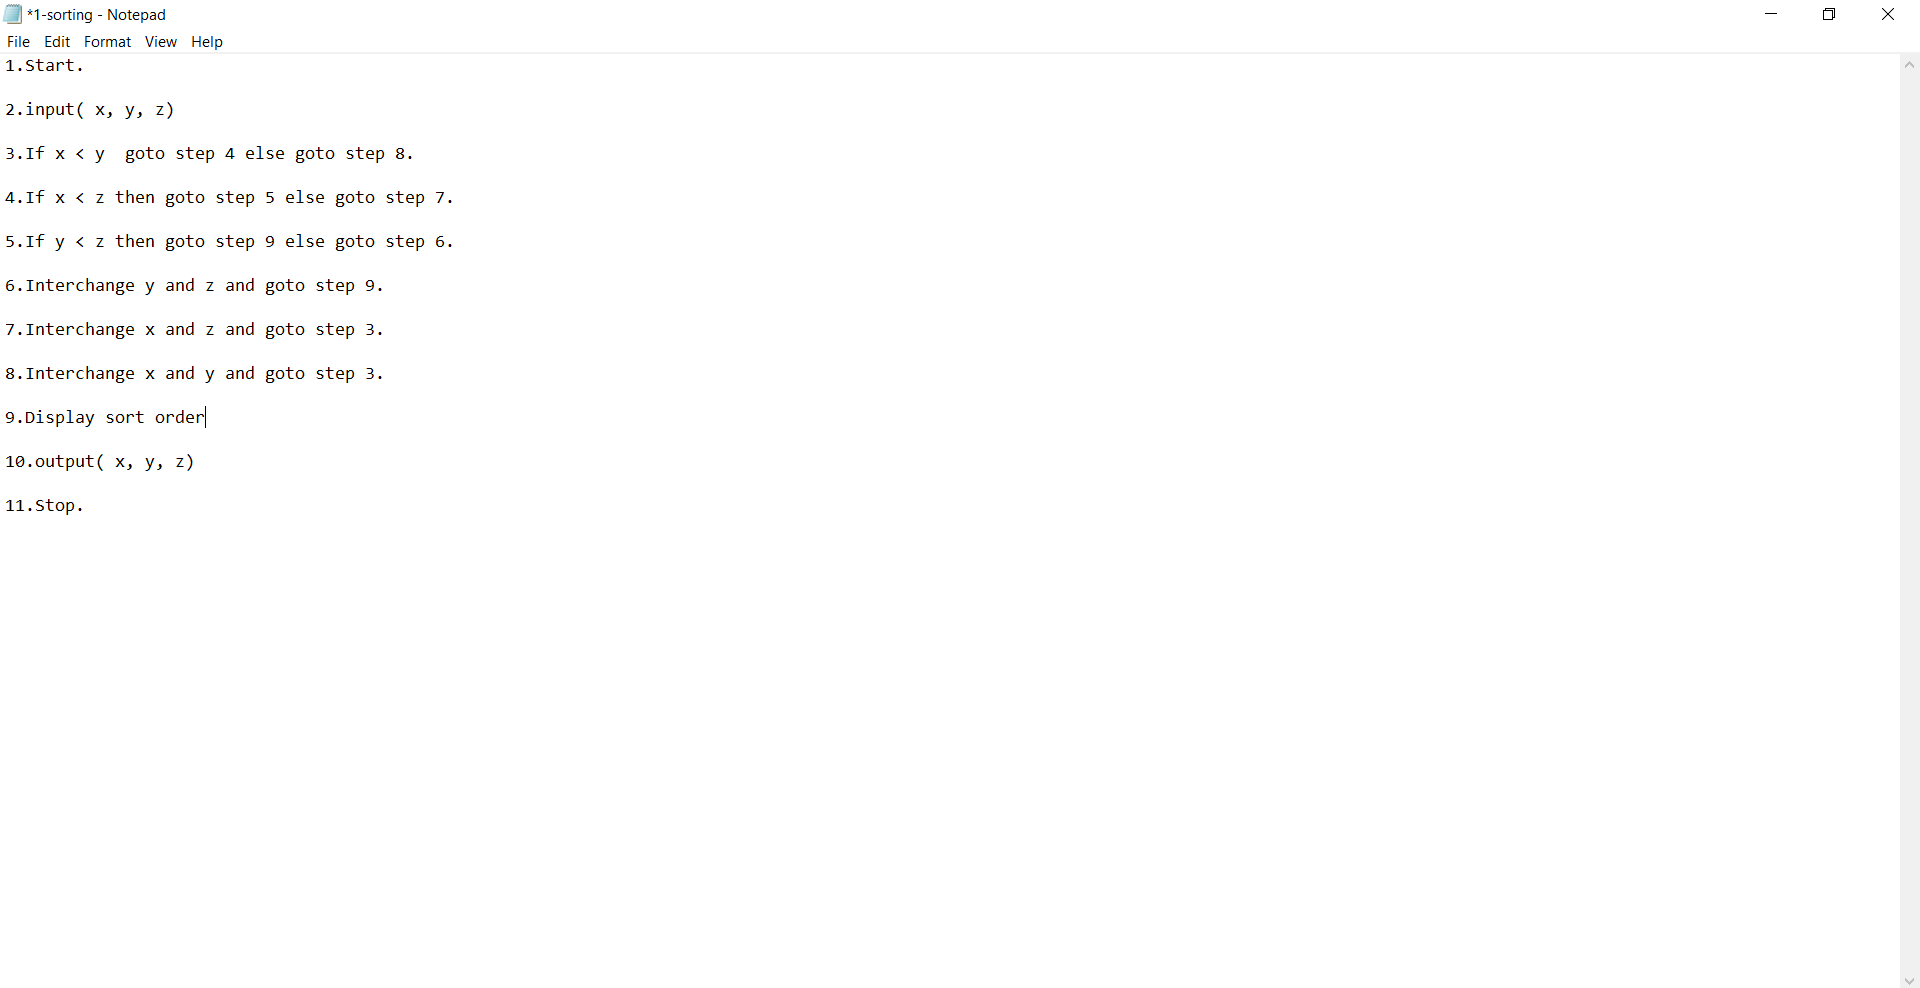 *1-sorting - Notepad
File Edit Format View Help
1.Start.
2.input( x, y, z)
3.If x < y  goto step 4 else goto step 8.
4.If x < z then goto step 5 else goto step 7.
5.If y < z then goto step 9 else goto step 6.
6.Interchange y and z and goto step 9.
7.Interchange x and z and goto step 3.
8.Interchange x and y and goto step 3.
9.Display sort order
10.output( x, y, z)
11.Stop.